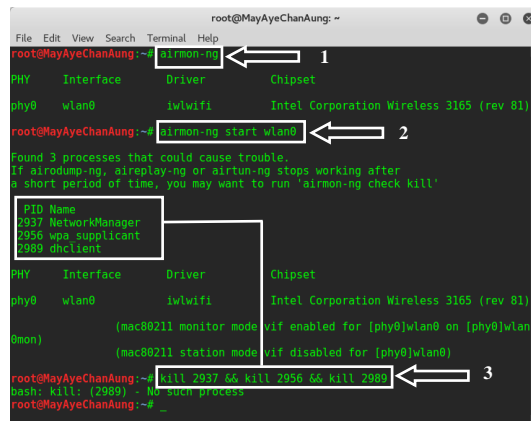 root@MayAyeChanAung: ~
File Edit View Search Terminal Help
root@MayAyeChanAung:~# airmon-ng
1
PHY Interface Driver Chipset
phy0 wlan0 iwlwifi Intel Corporation Wireless 3165 (rev 81)
root@MayAyeChanAung:~# airmon-ng start wlan0
2
Found 3 processes that could cause trouble.
If airodump-ng, aireplay-ng or airtun-ng stops working after
a short period of time, you may want to run 'airmon-ng check kill'
PID Name
2937 NetworkManager
2956 wpa_supplicant
2989 dhclient
PHY Interface Driver Chipset
phy0 wlan0 iwlwifi Intel Corporation Wireless 3165 (rev 81)
(mac80211 monitor mode vif enabled for [phy0]wlan0 on [phy0]wlan
0mon)
(mac80211 station mode vif disabled for [phy0]wlan0)
root@MayAyeChanAung:~# kill 2937 && kill 2956 && kill 2989
3
bash: kill: (2989) - No such process
root@MayAyeChanAung:~# _